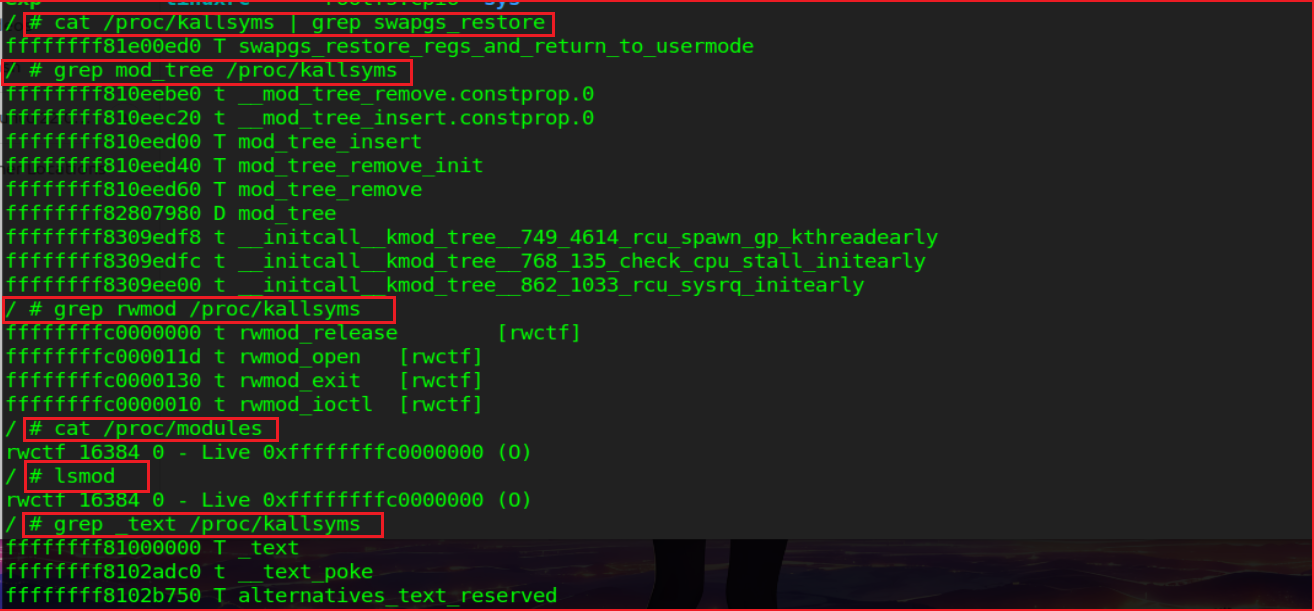 / # cat /proc/kallsyms | grep swapgs_restore
ffffffff81e00ed0 T swapgs_restore_regs_and_return_to_usermode
/ # grep mod_tree /proc/kallsyms
ffffffff810eebe0 t __mod_tree_remove.constprop.0
ffffffff810eec20 t __mod_tree_insert.constprop.0
ffffffff810eed00 T mod_tree_insert
ffffffff810eed40 T mod_tree_remove_init
ffffffff810eed60 T mod_tree_remove
ffffffff82807980 D mod_tree
ffffffff8309edf8 t __initcall__kmod_tree__749_4614_rcu_spawn_gp_kthreadearly
ffffffff8309edfc t __initcall__kmod_tree__768_135_check_cpu_stall_initearly
ffffffff8309ee00 t __initcall__kmod_tree__862_1033_rcu_sysrq_initearly
/ # grep rwmod /proc/kallsyms
ffffffffc0000000 t rwmod_release [rwctf]
ffffffffc000011d t rwmod_open [rwctf]
ffffffffc0000130 t rwmod_exit [rwctf]
ffffffffc0000010 t rwmod_ioctl [rwctf]
/ # cat /proc/modules
rwctf 16384 0 - Live 0xffffffffc0000000 (O)
/ # lsmod
rwctf 16384 0 - Live 0xffffffffc0000000 (O)
/ # grep _text /proc/kallsyms
ffffffff81000000 T _text
ffffffff8102adc0 t __text_poke
ffffffff8102b750 T alternatives_text_reserved